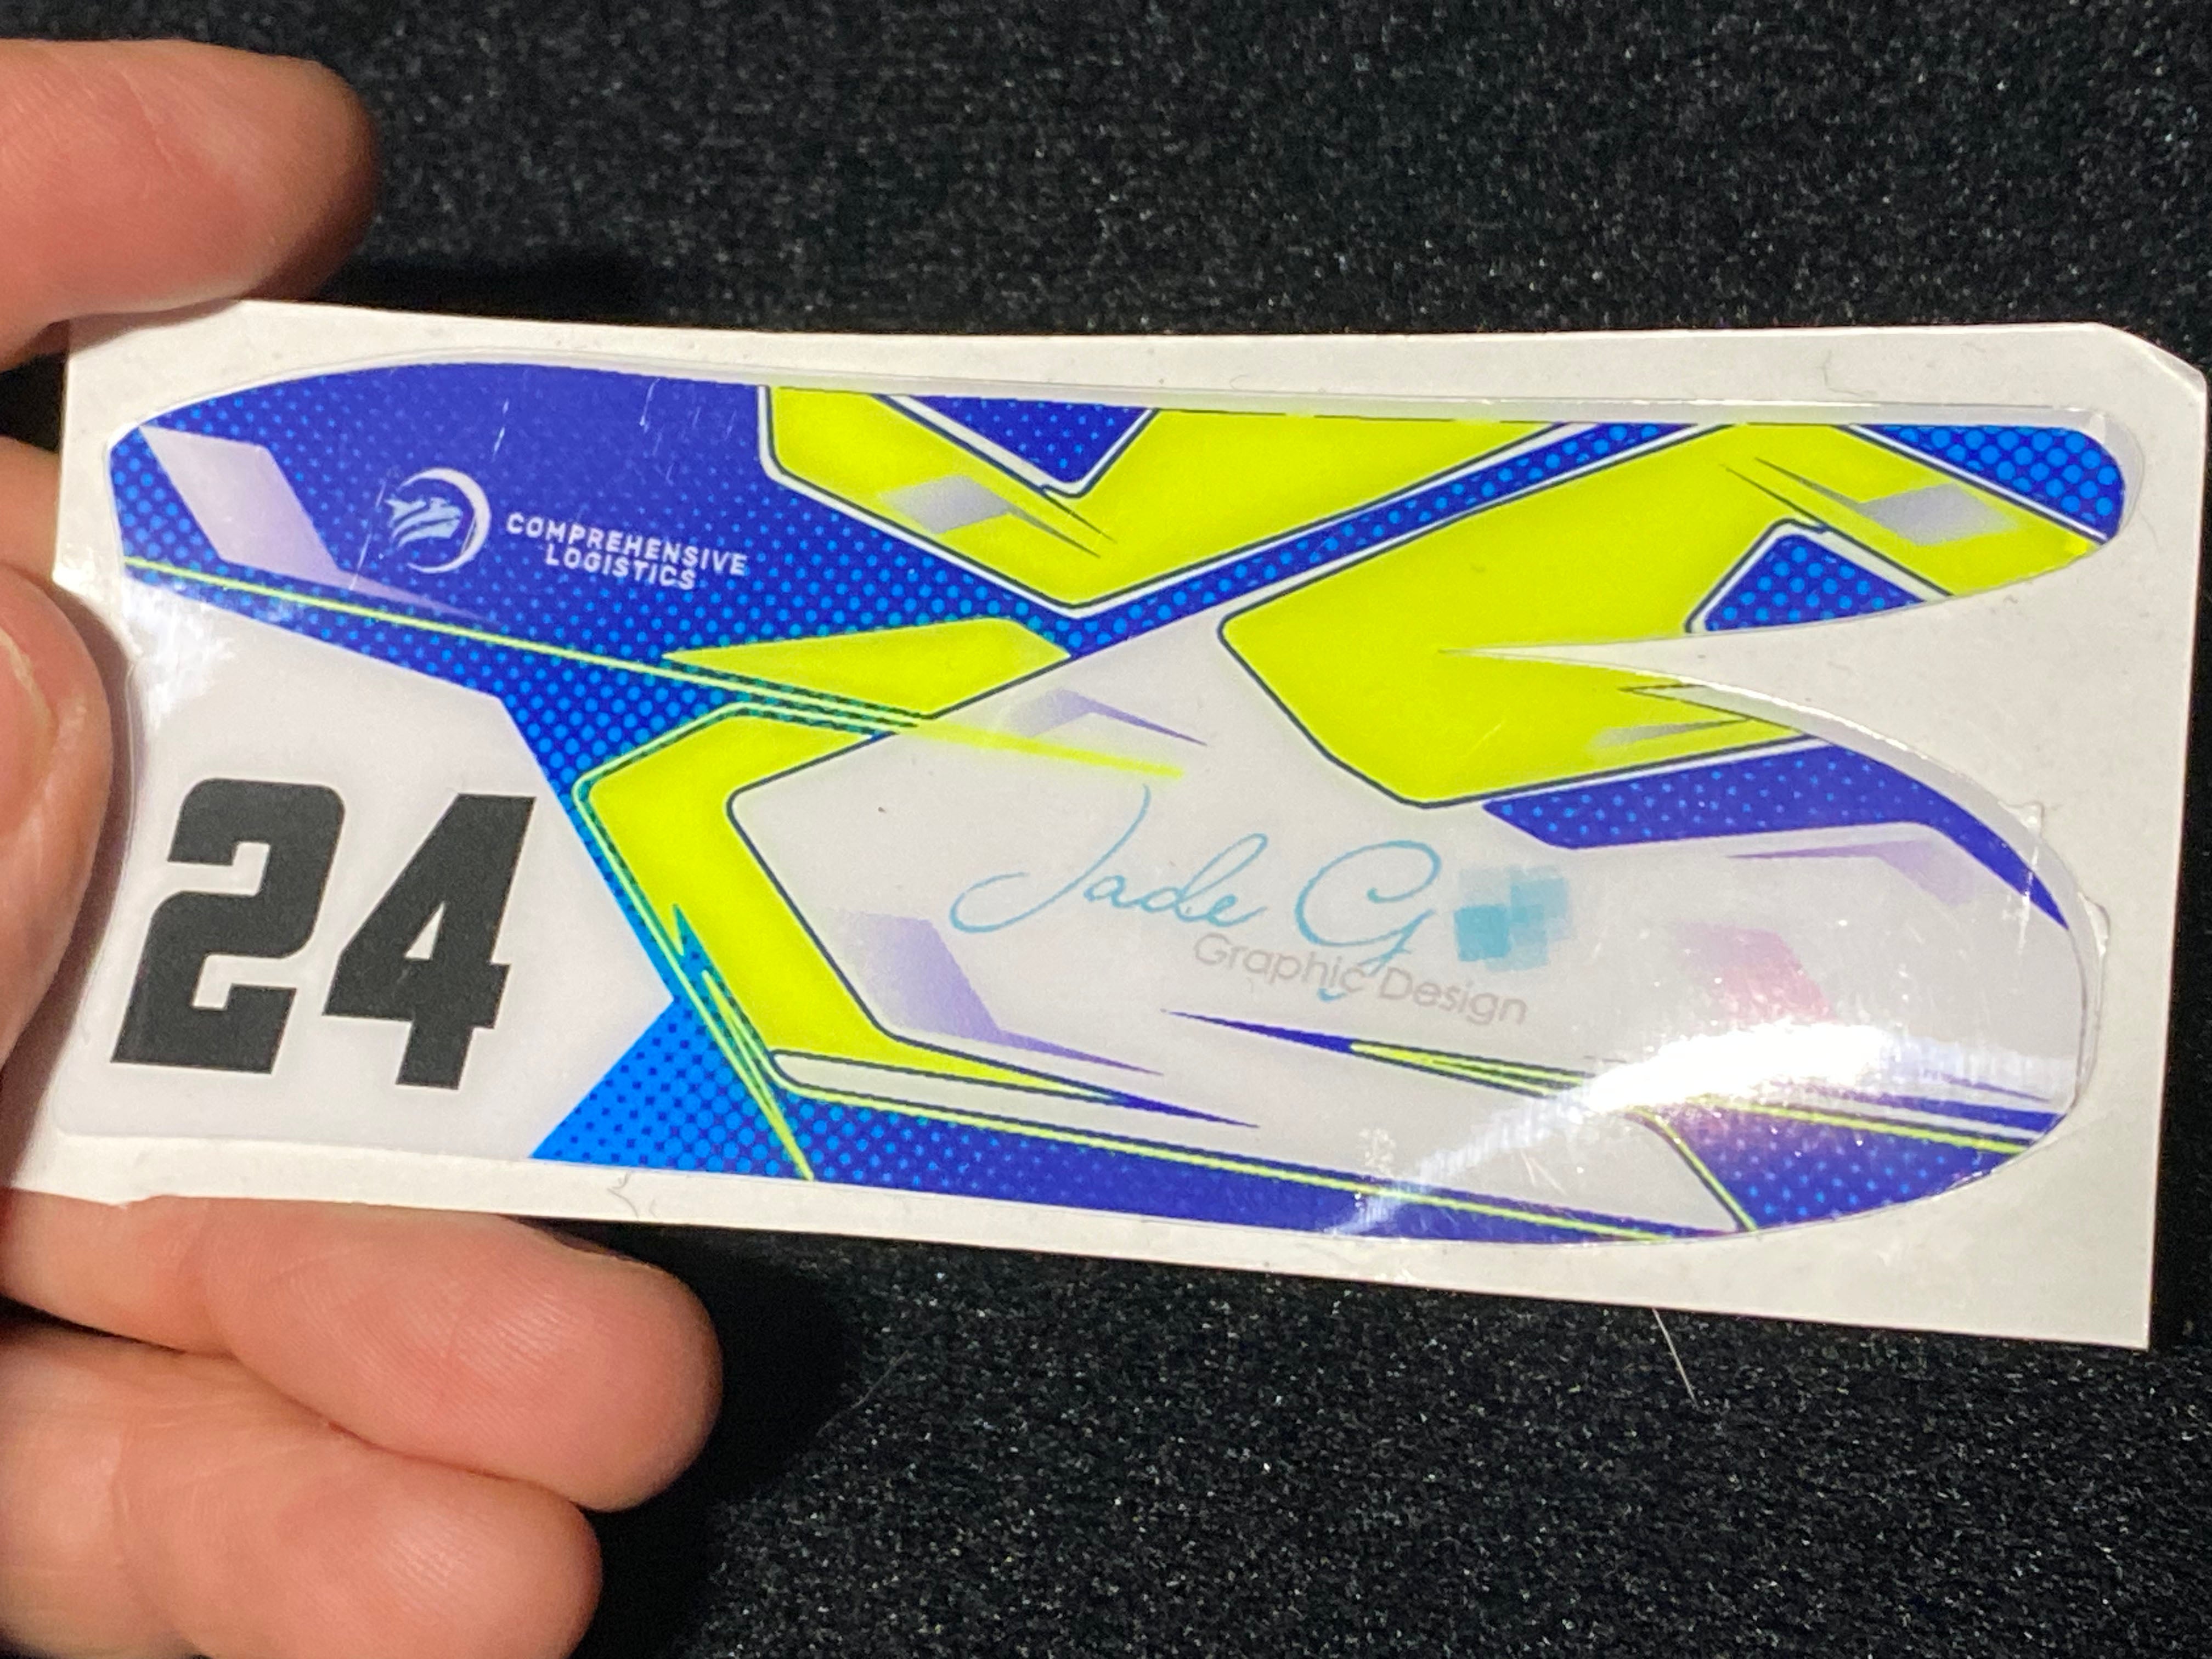 COMPREHENSIVE
LOGISTICS
24
Jade G
Graphic Design